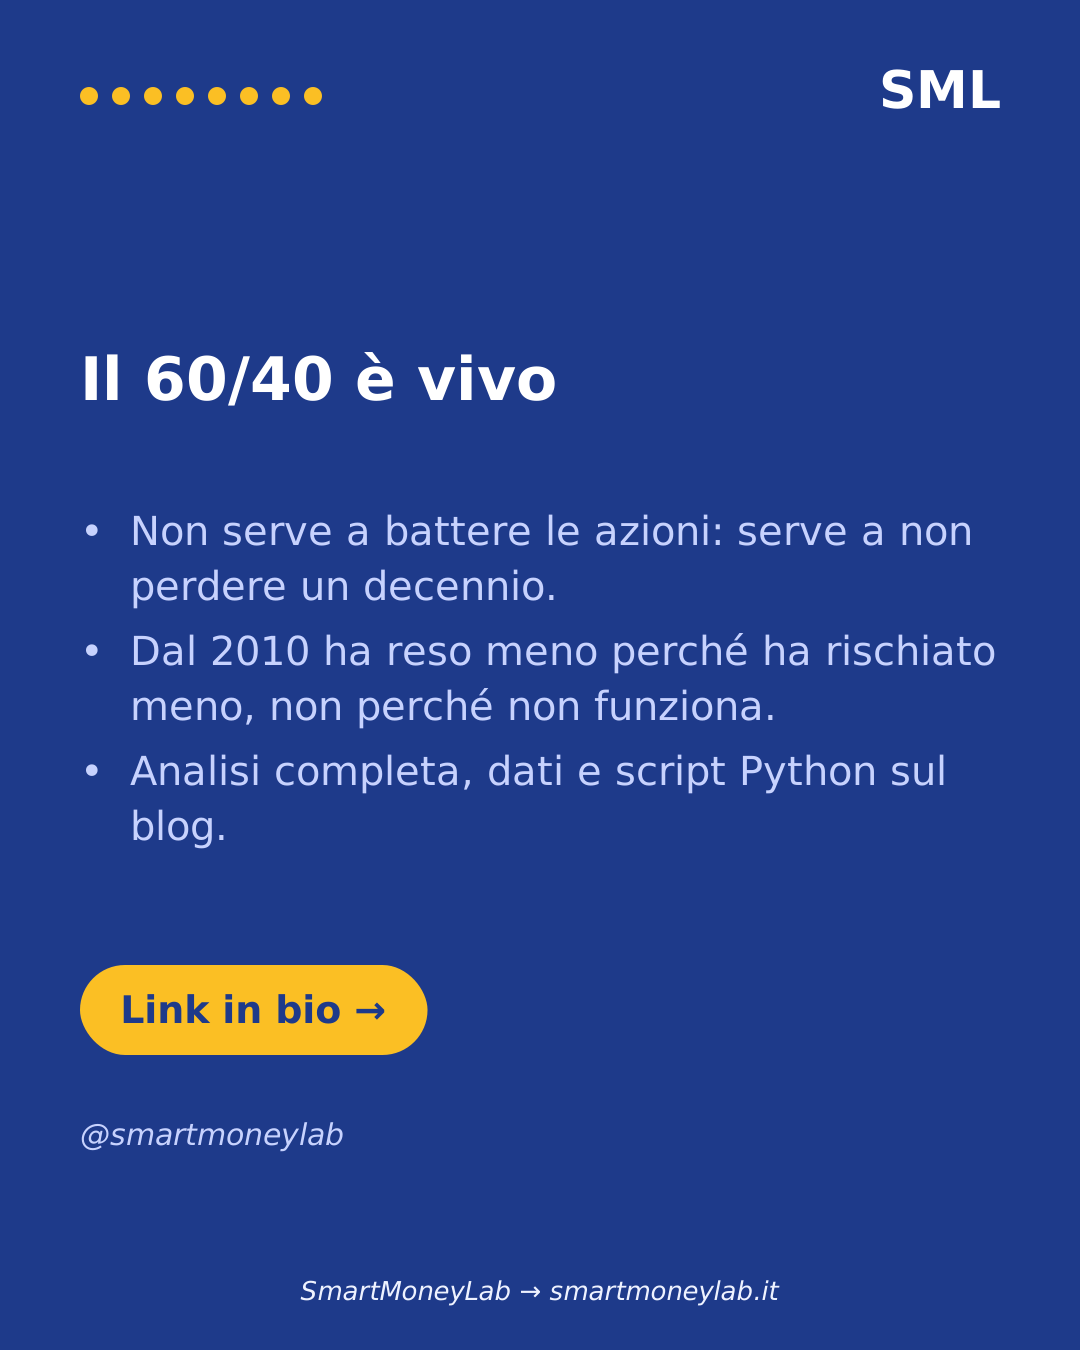 SML
Il 60/40 è vivo
• Non serve a battere le azioni: serve a non
perdere un decennio.
• Dal 2010 ha reso meno perché ha rischiato
meno, non perché non funziona.
• Analisi completa, dati e script Python sul
blog.
Link in bio →
@smartmoneylab
SmartMoneyLab → smartmoneylab.it